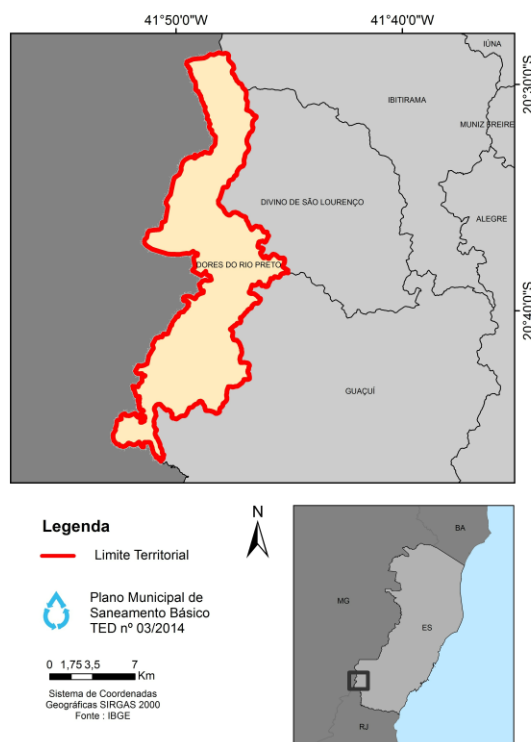 41°50'0"W
41°40'0"W
IÚNA
20°30'0"S
IBITIRAMA
MUNIZ FREIRE
DIVINO DE SÃO LOURENÇO
ALEGRE
DORES DO RIO PRETO
20°40'0"S
GUAÇUÍ
Legenda
N
Limite Territorial
BA
Plano Municipal de
Saneamento Básico
TED nº 03/2014
MG
ES
0 1,75 3,5 7
Km
Sistema de Coordenadas
Geográficas SIRGAS 2000
Fonte : IBGE
RJ